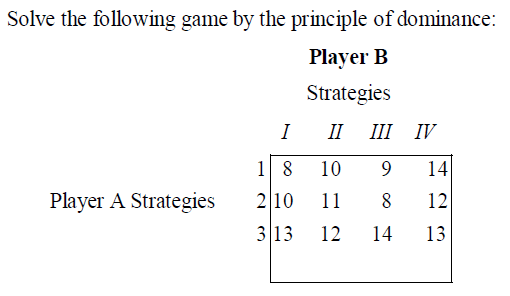 Solve the following game by the principle of dominance:
Player B
Strategies
I II III IV
1 8 10 9 14
Player A Strategies 2 10 11 8 12
3 13 12 14 13